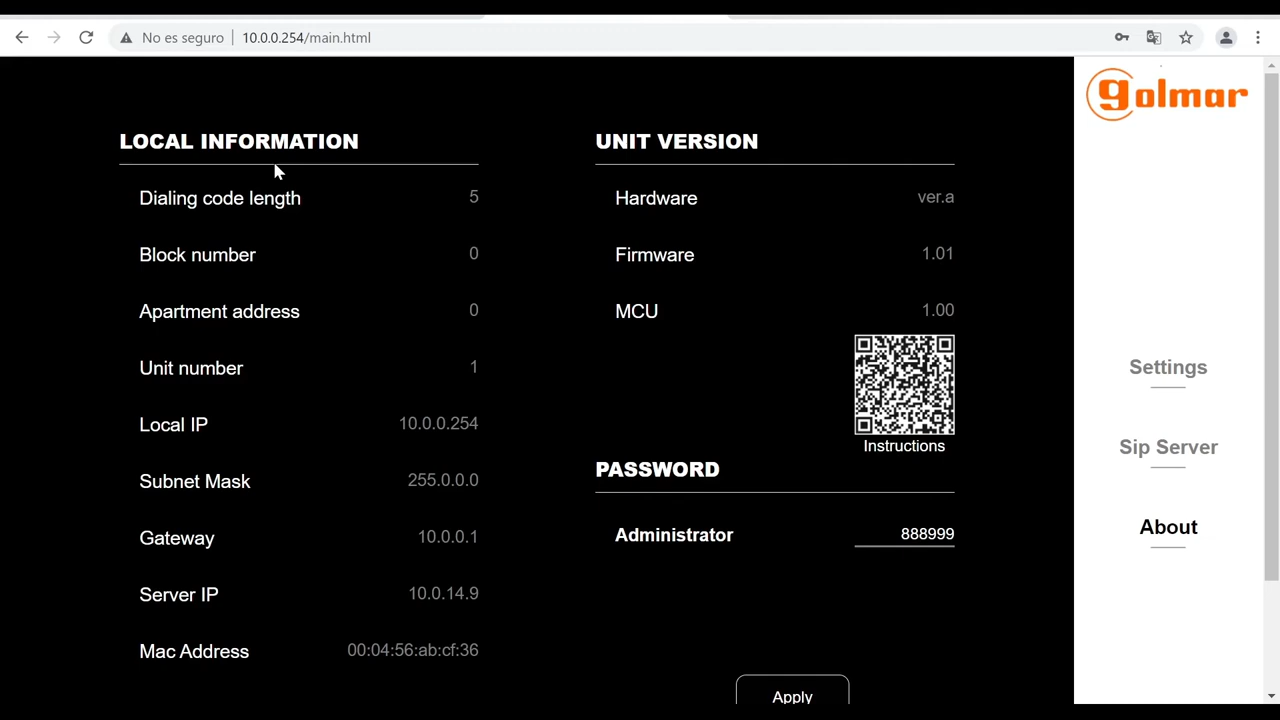 No es seguro 10.0.0.254/main.html
golmar
LOCAL INFORMATION
Dialing code length 5
Block number 0
Apartment address 0
Unit number 1
Local IP 10.0.0.254
Subnet Mask 255.0.0.0
Gateway 10.0.0.1
Server IP 10.0.14.9
Mac Address 00:04:56:ab:cf:36
UNIT VERSION
Hardware ver.a
Firmware 1.01
MCU 1.00
Instructions
PASSWORD
Administrator 888999
Apply
Settings
Sip Server
About